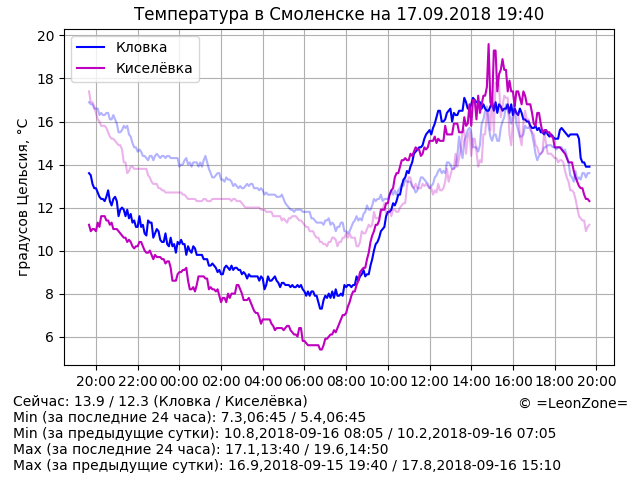 Температура в Смоленске на 17.09.2018 19:40
Кловка
Киселёвка
градусов Цельсия, °C
20
18
16
14
12
10
8
6
20:00 22:00 00:00 02:00 04:00 06:00 08:00 10:00 12:00 14:00 16:00 18:00 20:00
Сейчас: 13.9 / 12.3 (Кловка / Киселёвка)
© =LeonZone=
Min (за последние 24 часа): 7.3,06:45 / 5.4,06:45
Min (за предыдущие сутки): 10.8,2018-09-16 08:05 / 10.2,2018-09-16 07:05
Max (за последние 24 часа): 17.1,13:40 / 19.6,14:50
Max (за предыдущие сутки): 16.9,2018-09-15 19:40 / 17.8,2018-09-16 15:10